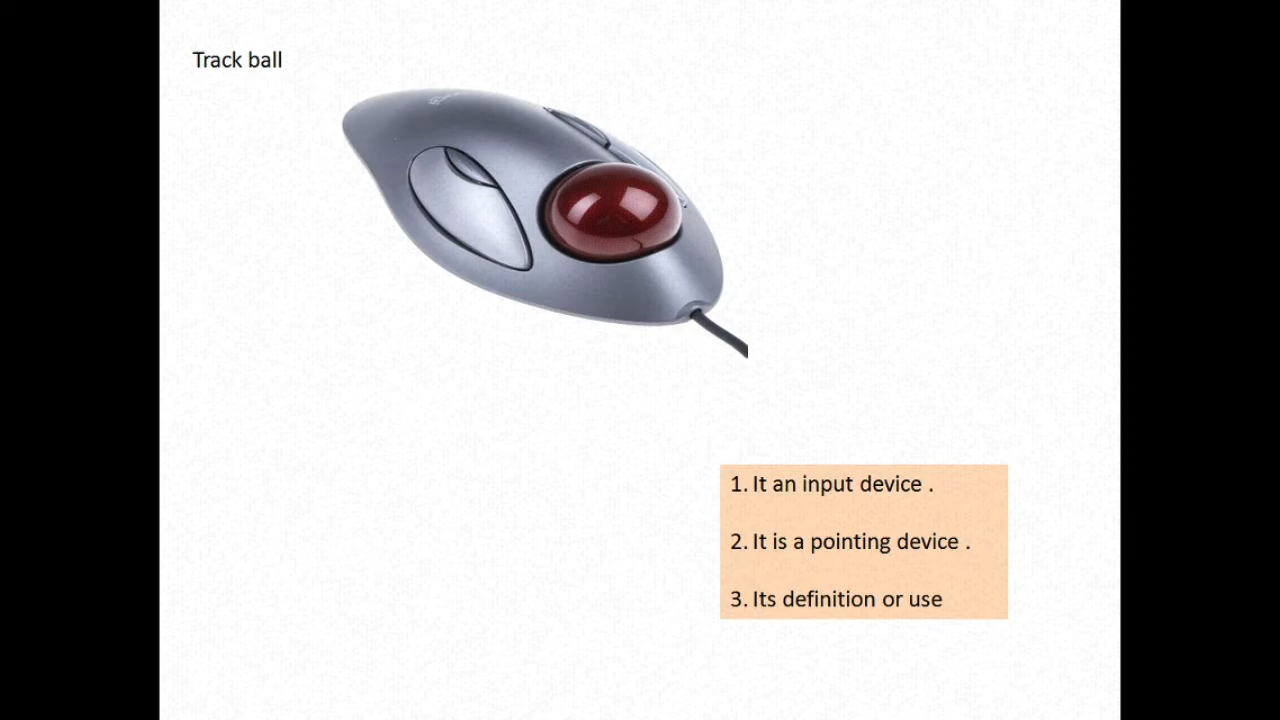 Track ball
1. It an input device .
2. It is a pointing device .
3. Its definition or use